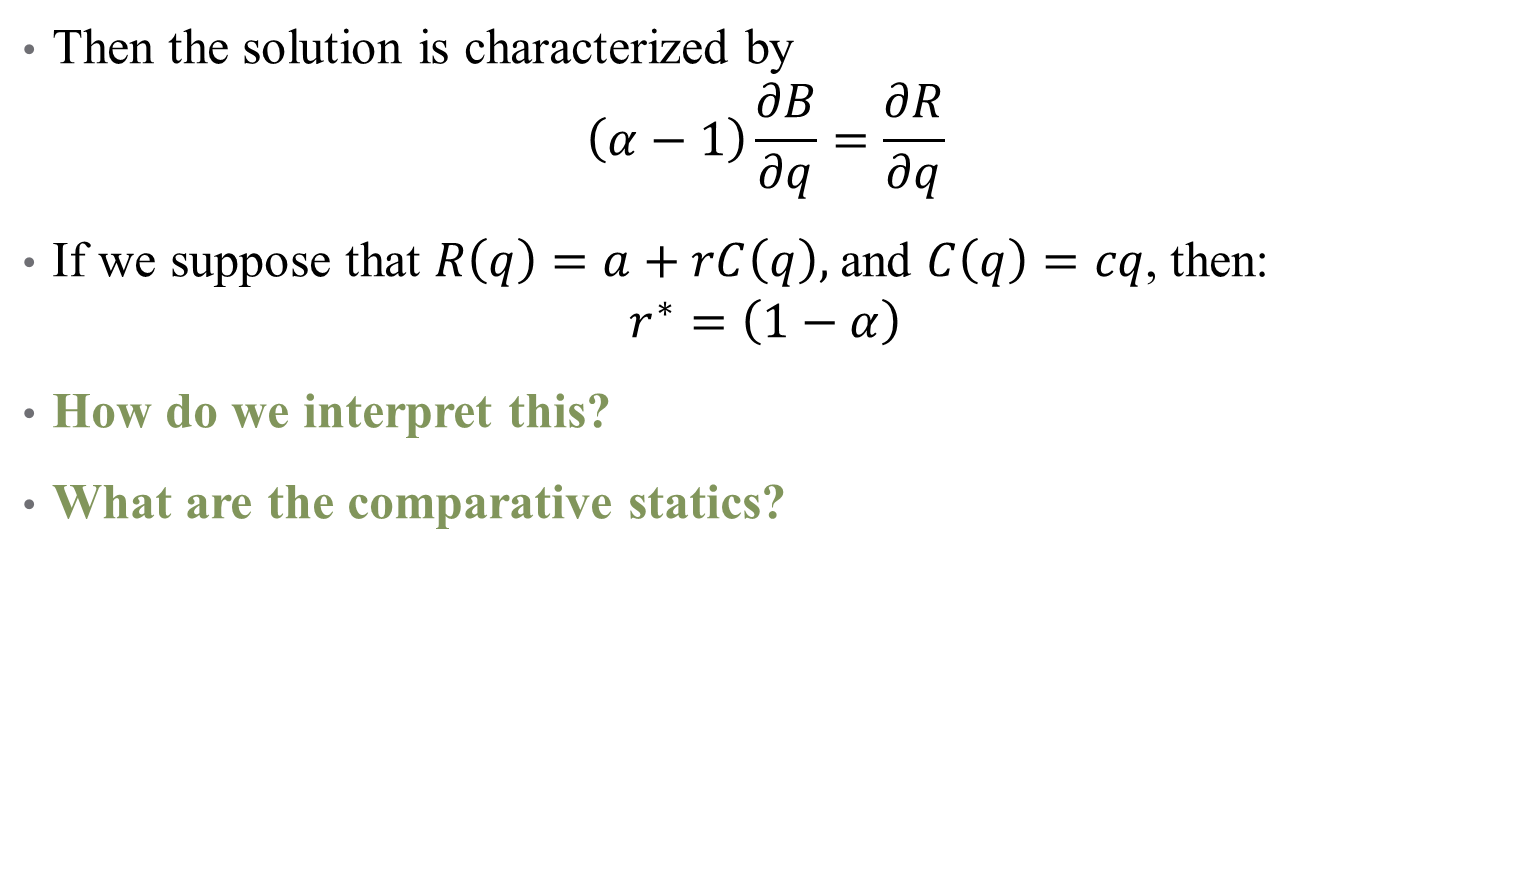 • Then the solution is characterized by
(α − 1) ∂B/∂q = ∂R/∂q
• If we suppose that R(q) = a + rC(q), and C(q) = cq, then:
r* = (1 − α)
• How do we interpret this?
• What are the comparative statics?